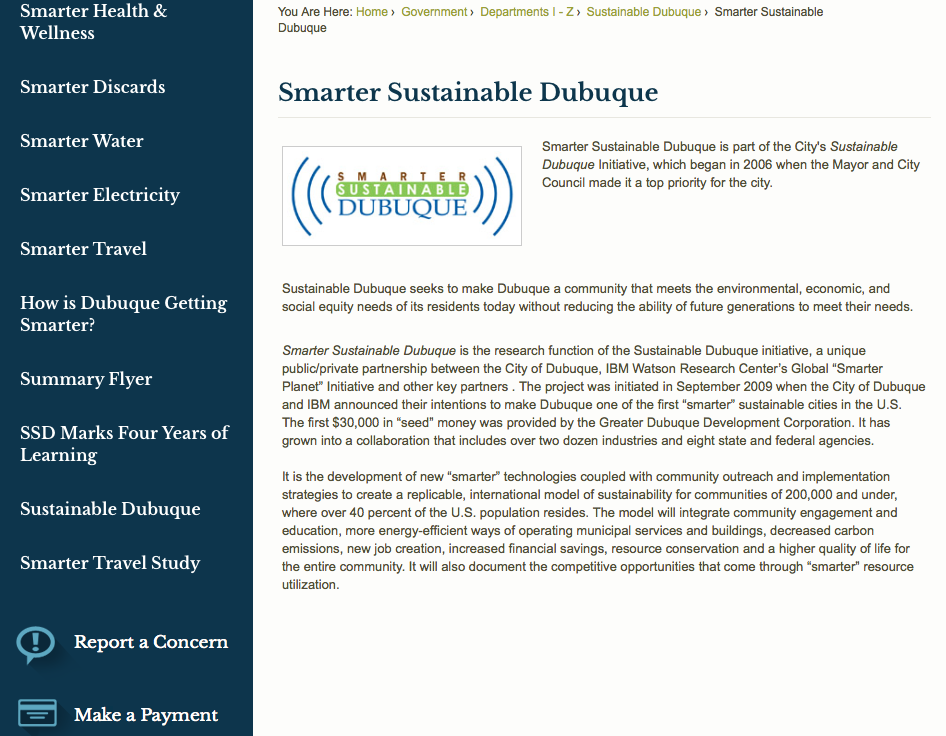 Smarter Health &
Wellness
Smarter Discards
Smarter Water
Smarter Electricity
Smarter Travel
How is Dubuque Getting
Smarter?
Summary Flyer
SSD Marks Four Years of
Learning
Sustainable Dubuque
Smarter Travel Study
Report a Concern
Make a Payment
You Are Here: Home › Government › Departments I - Z › Sustainable Dubuque › Smarter Sustainable
Dubuque
Smarter Sustainable Dubuque
SMARTER
SUSTAINABLE
DUBUQUE
Smarter Sustainable Dubuque is part of the City's Sustainable
Dubuque Initiative, which began in 2006 when the Mayor and City
Council made it a top priority for the city.
Sustainable Dubuque seeks to make Dubuque a community that meets the environmental, economic, and
social equity needs of its residents today without reducing the ability of future generations to meet their needs.
Smarter Sustainable Dubuque is the research function of the Sustainable Dubuque initiative, a unique
public/private partnership between the City of Dubuque, IBM Watson Research Center’s Global “Smarter
Planet” Initiative and other key partners . The project was initiated in September 2009 when the City of Dubuque
and IBM announced their intentions to make Dubuque one of the first “smarter” sustainable cities in the U.S.
The first $30,000 in “seed” money was provided by the Greater Dubuque Development Corporation. It has
grown into a collaboration that includes over two dozen industries and eight state and federal agencies.
It is the development of new “smarter” technologies coupled with community outreach and implementation
strategies to create a replicable, international model of sustainability for communities of 200,000 and under,
where over 40 percent of the U.S. population resides. The model will integrate community engagement and
education, more energy-efficient ways of operating municipal services and buildings, decreased carbon
emissions, new job creation, increased financial savings, resource conservation and a higher quality of life for
the entire community. It will also document the competitive opportunities that come through “smarter” resource
utilization.